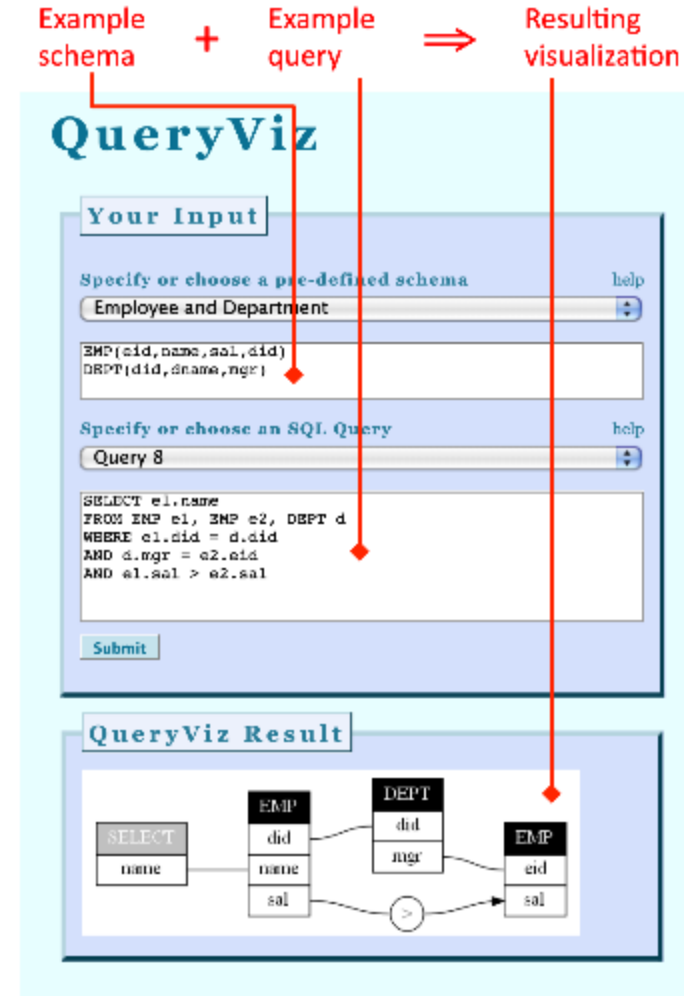 Example schema + Example query ⇒ Resulting visualization
QueryViz
Your Input
Specify or choose a pre-defined schema help
Employee and Department
EMP(eid,name,sal,did)
DEPT(did,dname,mgr)
Specify or choose an SQL Query help
Query 8
SELECT e1.name
FROM EMP e1, EMP e2, DEPT d
WHERE e1.did = d.did
AND d.mgr = e2.eid
AND e1.sal > e2.sal
Submit
QueryViz Result
SELECT
name
EMP
did
name
sal
DEPT
did
mgr
>
EMP
eid
sal